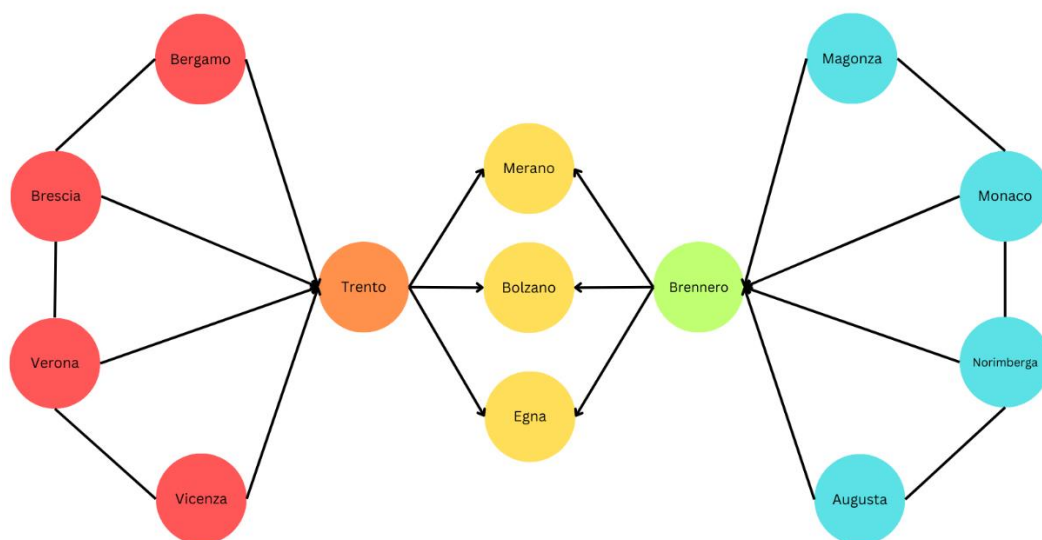 Bergamo
Magonza
Merano
Brescia
Monaco
Trento
Bolzano
Brennero
Verona
Norimberga
Egna
Vicenza
Augusta